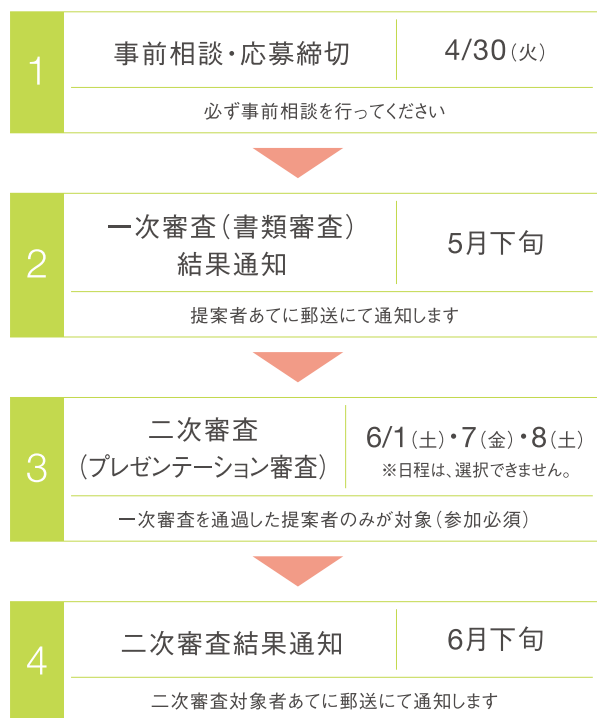 1
事前相談・応募締切
4/30(火)
必ず事前相談を行ってください
2
一次審査(書類審査)
結果通知
5月下旬
提案者あてに郵送にて通知します
3
二次審査
(プレゼンテーション審査)
6/1(土)・7(金)・8(土)
※日程は、選択できません。
一次審査を通過した提案者のみが対象(参加必須)
4
二次審査結果通知
6月下旬
二次審査対象者あてに郵送にて通知します